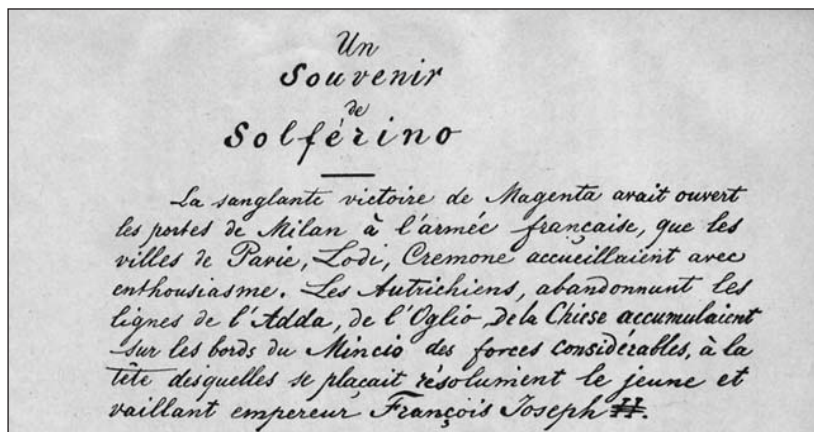 Un
Souvenir
de
Solférino
La sanglante victoire de Magenta avait ouvert
les portes de Milan à l'armée française, que les
villes de Pavie, Lodi, Cremone accueillaient avec
enthousiasme. Les Autrichiens, abandonnant les
lignes de l'Adda, de l'Oglio, de la Chiese accumulaient
sur les bords du Mincio des forces considérables, à la
tête desquelles se plaçait résolument le jeune et
vaillant empereur François Joseph